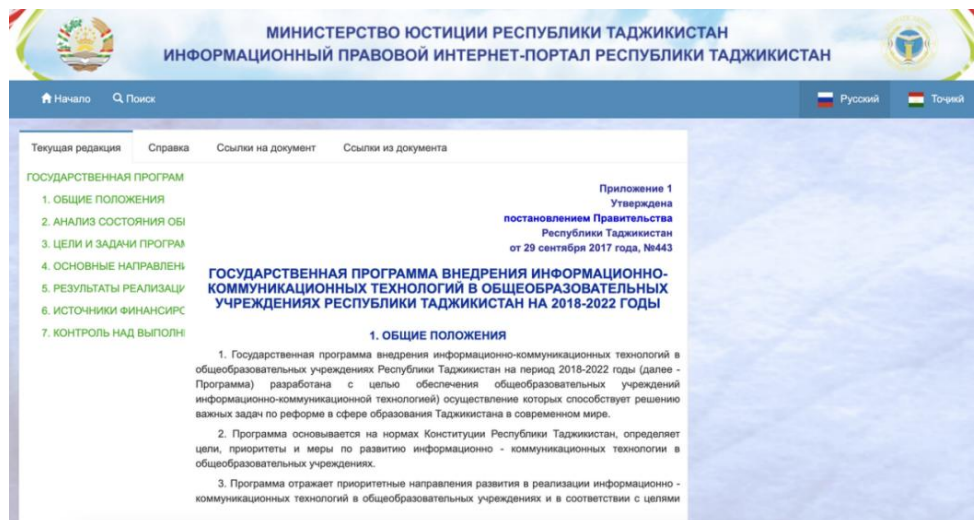 МИНИСТЕРСТВО ЮСТИЦИИ РЕСПУБЛИКИ ТАДЖИКИСТАН
ИНФОРМАЦИОННЫЙ ПРАВОВОЙ ИНТЕРНЕТ-ПОРТАЛ РЕСПУБЛИКИ ТАДЖИКИСТАН
Начало Поиск Русский Тоҷикӣ
Текущая редакция Справка Ссылки на документ Ссылки из документа
ГОСУДАРСТВЕННАЯ ПРОГРАМ
1. ОБЩИЕ ПОЛОЖЕНИЯ
2. АНАЛИЗ СОСТОЯНИЯ ОБЩ
3. ЦЕЛИ И ЗАДАЧИ ПРОГРАМ
4. ОСНОВНЫЕ НАПРАВЛЕН
5. РЕЗУЛЬТАТЫ РЕАЛИЗАЦИ
6. ИСТОЧНИКИ ФИНАНСИРО
7. КОНТРОЛЬ НАД ВЫПОЛН
Приложение 1
Утверждена
постановлением Правительства
Республики Таджикистан
от 29 сентября 2017 года, №443
ГОСУДАРСТВЕННАЯ ПРОГРАММА ВНЕДРЕНИЯ ИНФОРМАЦИОННО-
КОММУНИКАЦИОННЫХ ТЕХНОЛОГИЙ В ОБЩЕОБРАЗОВАТЕЛЬНЫХ
УЧРЕЖДЕНИЯХ РЕСПУБЛИКИ ТАДЖИКИСТАН НА 2018-2022 ГОДЫ
1. ОБЩИЕ ПОЛОЖЕНИЯ
1. Государственная программа внедрения информационно-коммуникационных технологий в
общеобразовательных учреждениях Республики Таджикистан на период 2018-2022 годы (далее -
Программа) разработана с целью обеспечения общеобразовательных учреждений
информационно-коммуникационной технологией) осуществление которых способствует решению
важных задач по реформе в сфере образования Таджикистана в современном мире.
2. Программа основывается на нормах Конституции Республики Таджикистан, определяет
цели, приоритеты и меры по развитию информационно - коммуникационных технологии в
общеобразовательных учреждениях.
3. Программа отражает приоритетные направления развития в реализации информационно -
коммуникационных технологий в общеобразовательных учреждениях и в соответствии с целями